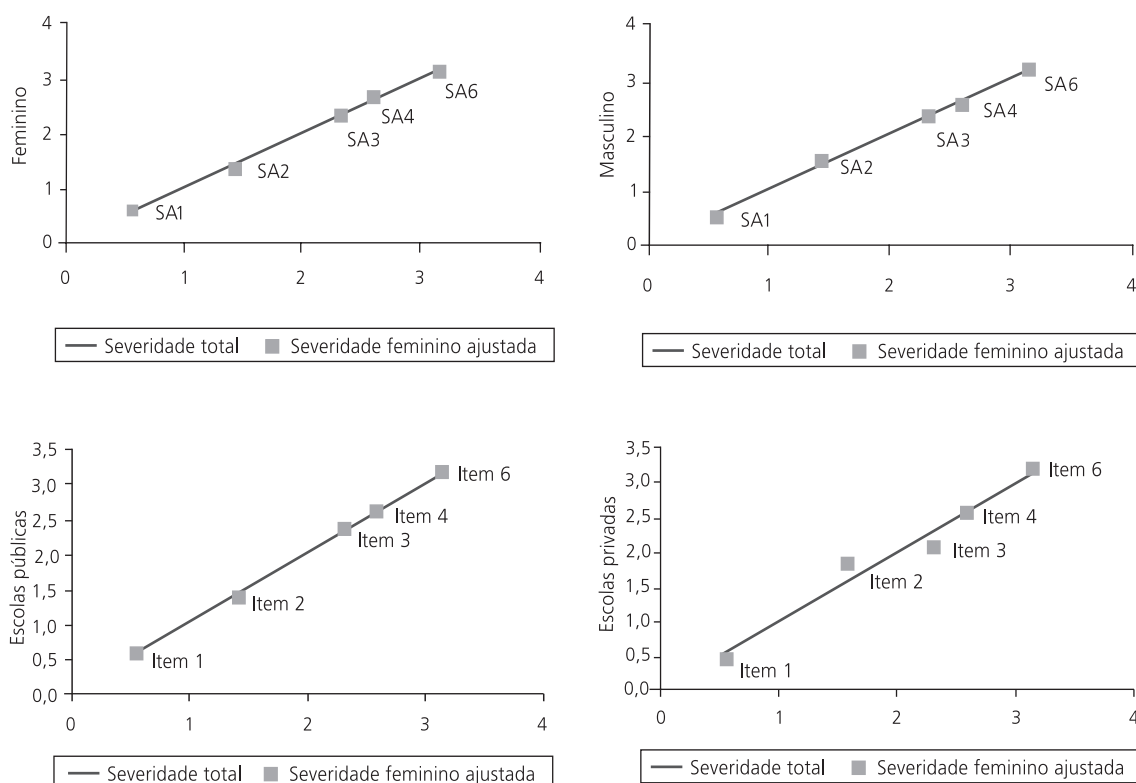 Feminino
4
3
2
1
0
SA1
SA2
SA3
SA4
SA6
0 1 2 3 4
Severidade total Severidade feminino ajustada
Masculino
4
3
2
1
0
SA1
SA2
SA3
SA4
SA6
0 1 2 3 4
Severidade total Severidade feminino ajustada
Escolas públicas
3,5
3,0
2,5
2,0
1,5
1,0
0,5
0,0
Item 1
Item 2
Item 3
Item 4
Item 6
0 1 2 3 4
Severidade total Severidade feminino ajustada
Escolas privadas
3,5
3,0
2,5
2,0
1,5
1,0
0,5
0,0
Item 1
Item 2
Item 3
Item 4
Item 6
0 1 2 3 4
Severidade total Severidade feminino ajustada